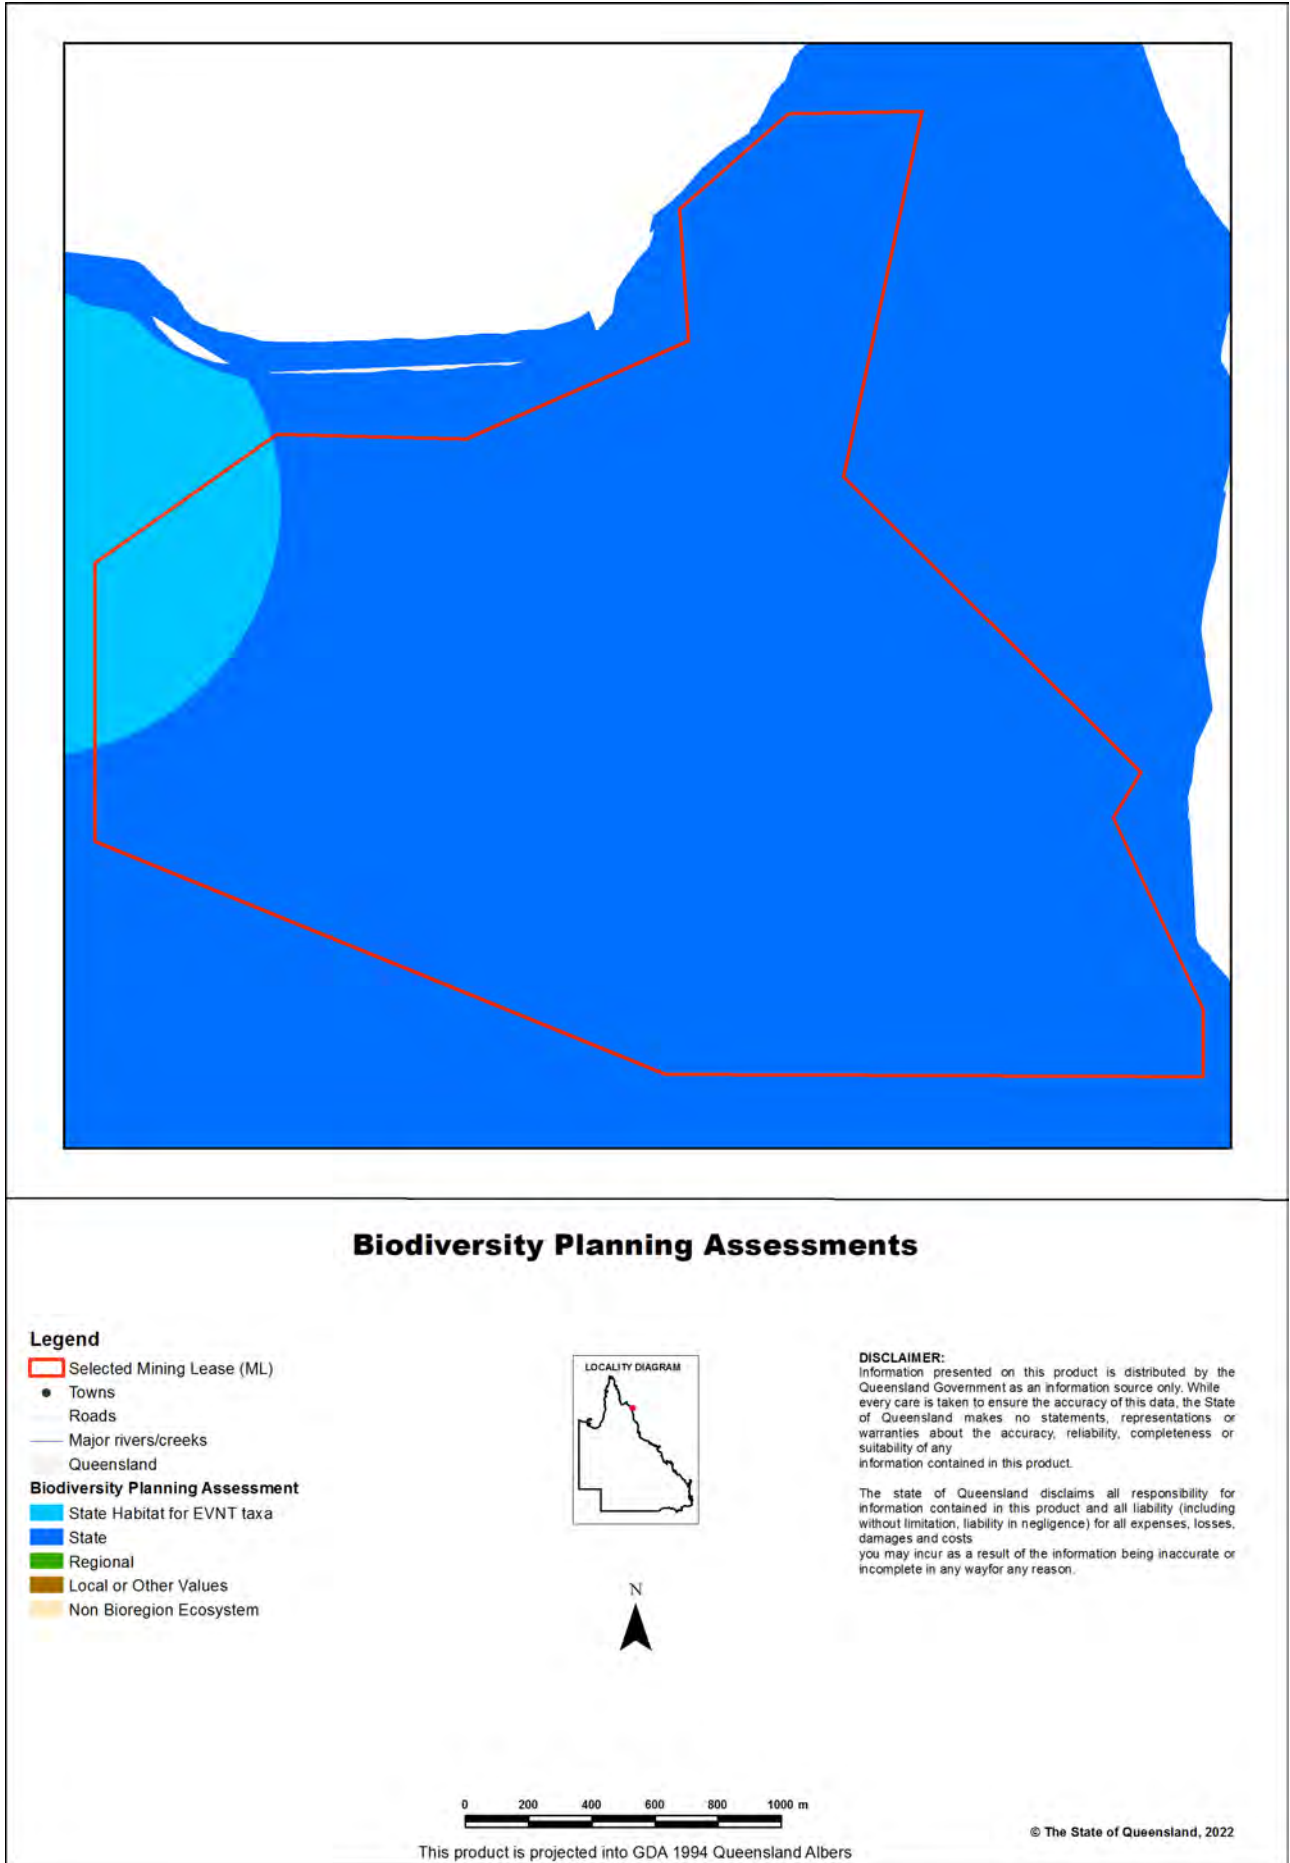 Biodiversity Planning Assessments
Legend
Selected Mining Lease (ML)
Towns
Roads
Major rivers/creeks
Queensland
Biodiversity Planning Assessment
State Habitat for EVNT taxa
State
Regional
Local or Other Values
Non Bioregion Ecosystem
LOCALITY DIAGRAM
N
DISCLAIMER:
Information presented on this product is distributed by the
Queensland Government as an information source only. While
every care is taken to ensure the accuracy of this data, the State
of Queensland makes no statements, representations or
warranties about the accuracy, reliability, completeness or
suitability of any
information contained in this product.
The state of Queensland disclaims all responsibility for
information contained in this product and all liability (including
without limitation, liability in negligence) for all expenses, losses,
damages and costs
you may incur as a result of the information being inaccurate or
incomplete in any wayfor any reason.
0 200 400 600 800 1000 m
This product is projected into GDA 1994 Queensland Albers
© The State of Queensland, 2022